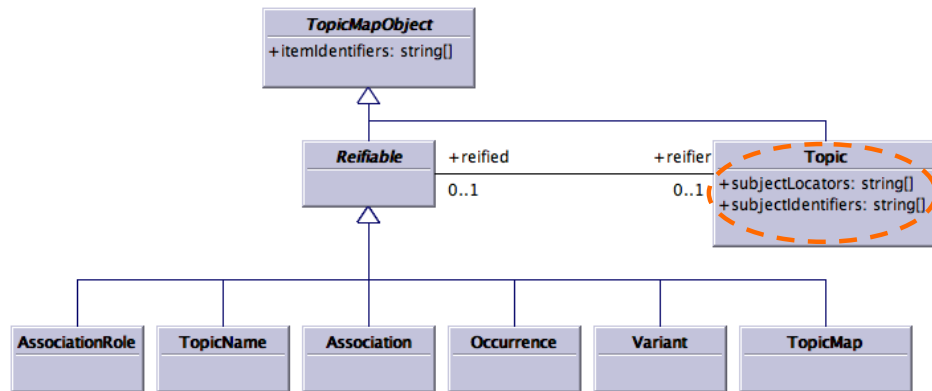 TopicMapObject
+itemIdentifiers: string[]
Reifiable
+reified
+reifier
0..1
0..1
Topic
+subjectLocators: string[]
+subjectIdentifiers: string[]
AssociationRole
TopicName
Association
Occurrence
Variant
TopicMap